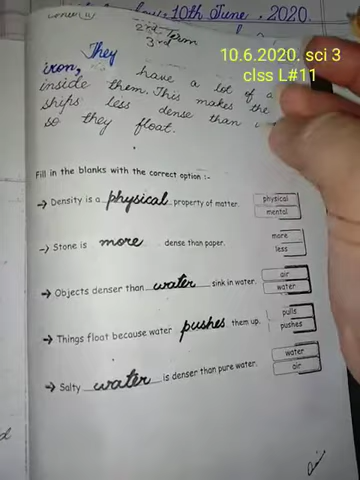 10th June, 2020.
2nd Term
3rd
10.6.2020. sci 3
clss L#11
They
iron, have a lot of a
inside them. This makes the
ships less dense than
so they float.
Fill in the blanks with the correct option :-
→ Density is a physical property of matter. physical
mental
→ Stone is more dense than paper. more
less
→ Objects denser than water sink in water. air
water
→ Things float because water pushes them up. pulls
pushes
→ Salty water is denser than pure water. water
air